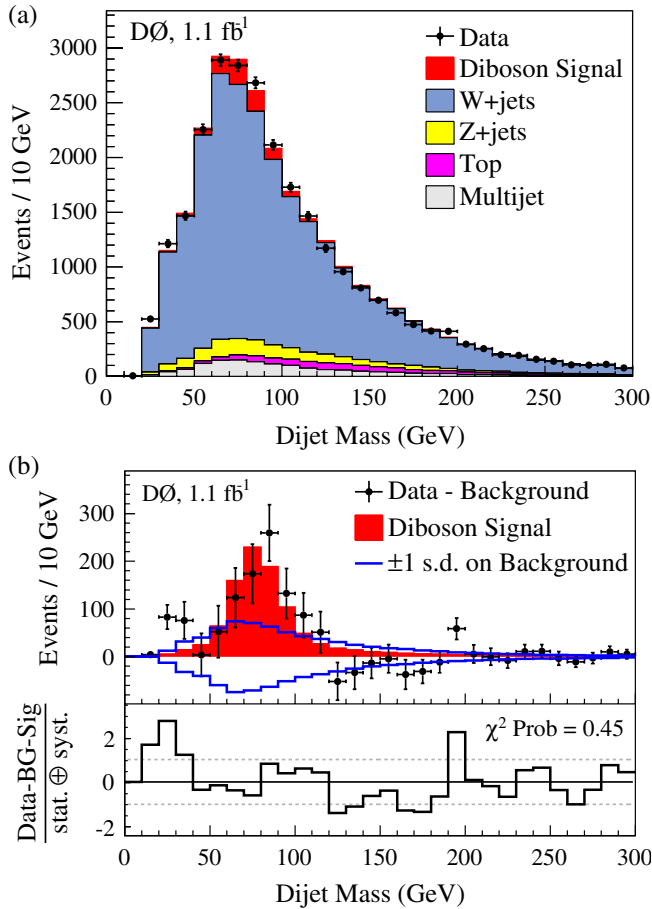 (a)
DØ, 1.1 fb⁻¹
Data
Diboson Signal
W+jets
Z+jets
Top
Multijet
Events / 10 GeV
3000
2500
2000
1500
1000
500
0
0 50 100 150 200 250 300
Dijet Mass (GeV)
(b)
DØ, 1.1 fb⁻¹
Data - Background
Diboson Signal
±1 s.d. on Background
Events / 10 GeV
300
200
100
0
χ² Prob = 0.45
Data-BG-Sig
stat. ⊕ syst.
2
0
-2
0 50 100 150 200 250 300
Dijet Mass (GeV)